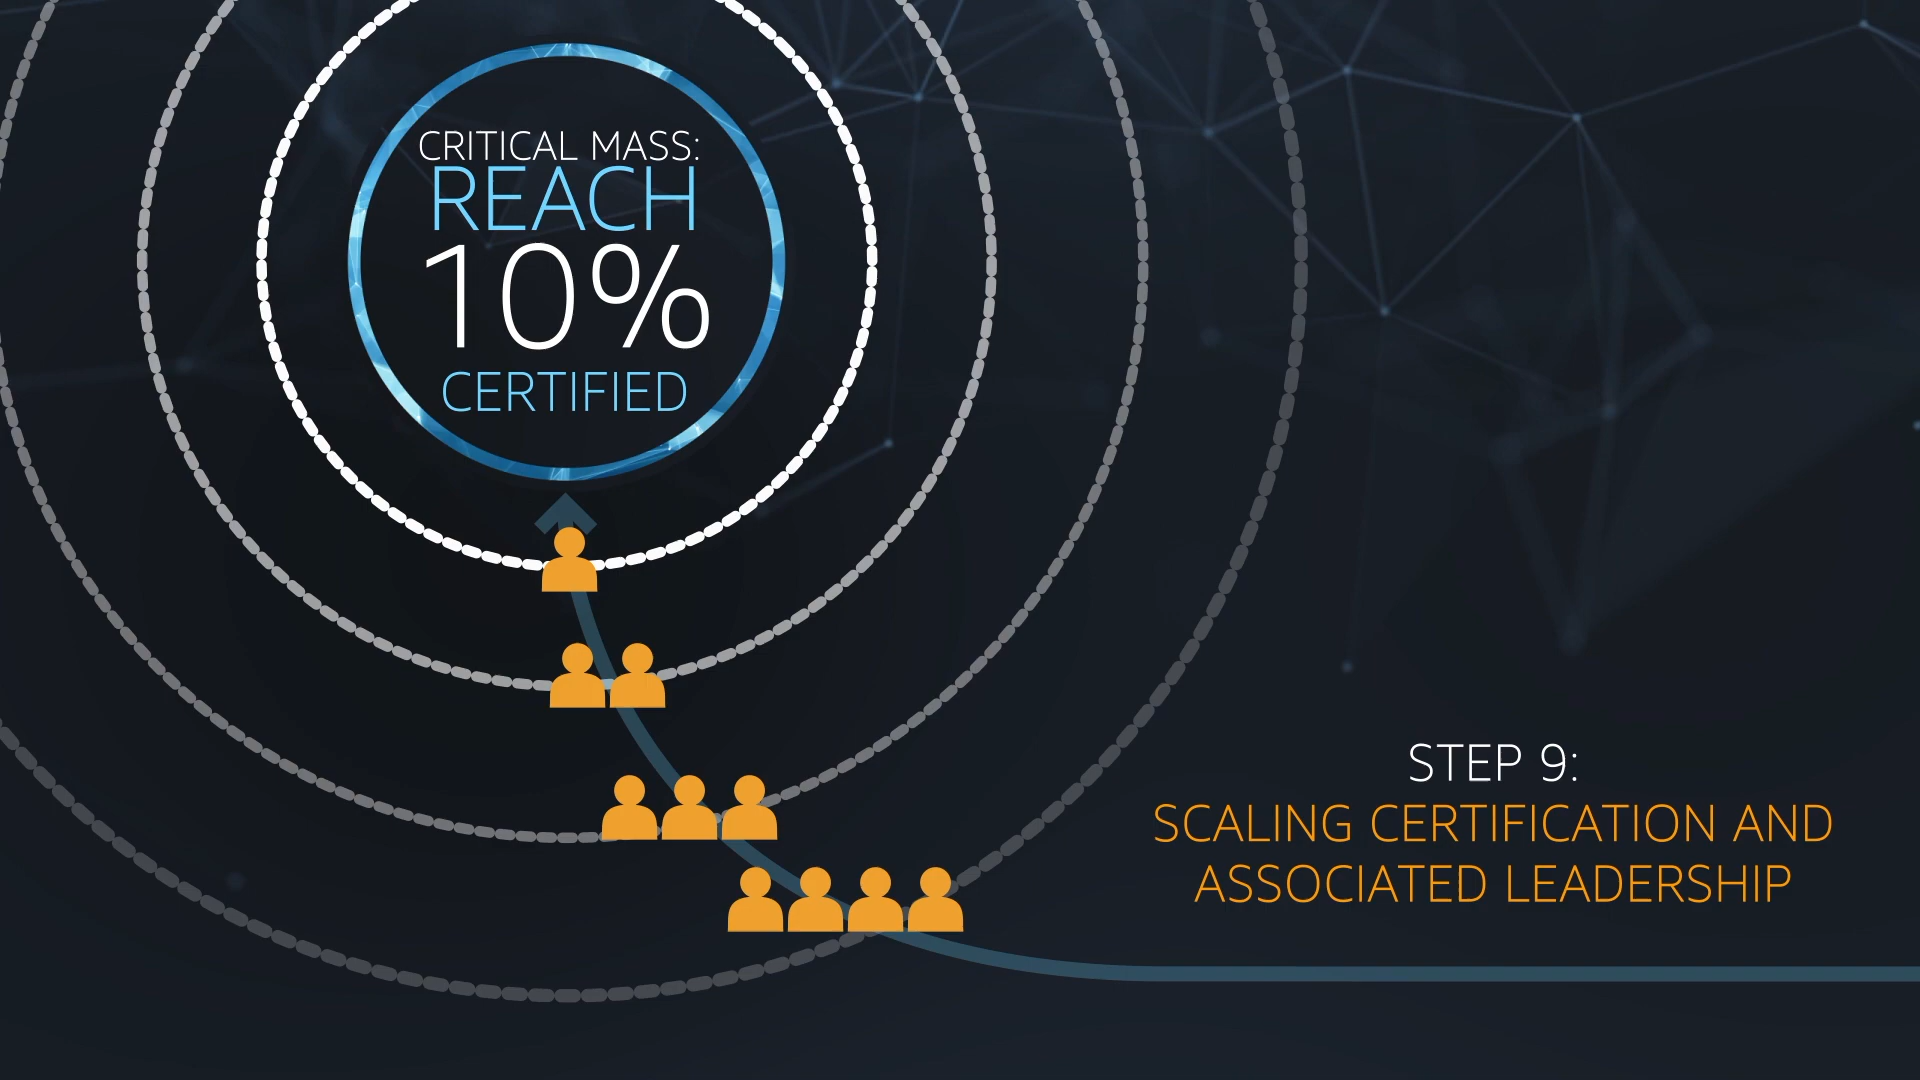 CRITICAL MASS:
REACH
10%
CERTIFIED
STEP 9:
SCALING CERTIFICATION AND
ASSOCIATED LEADERSHIP